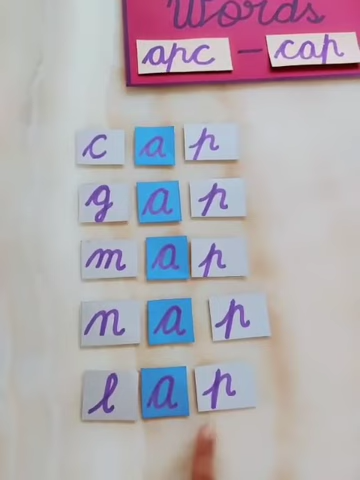 Words
apc - cap
c a p
g a p
m a p
n a p
l a p